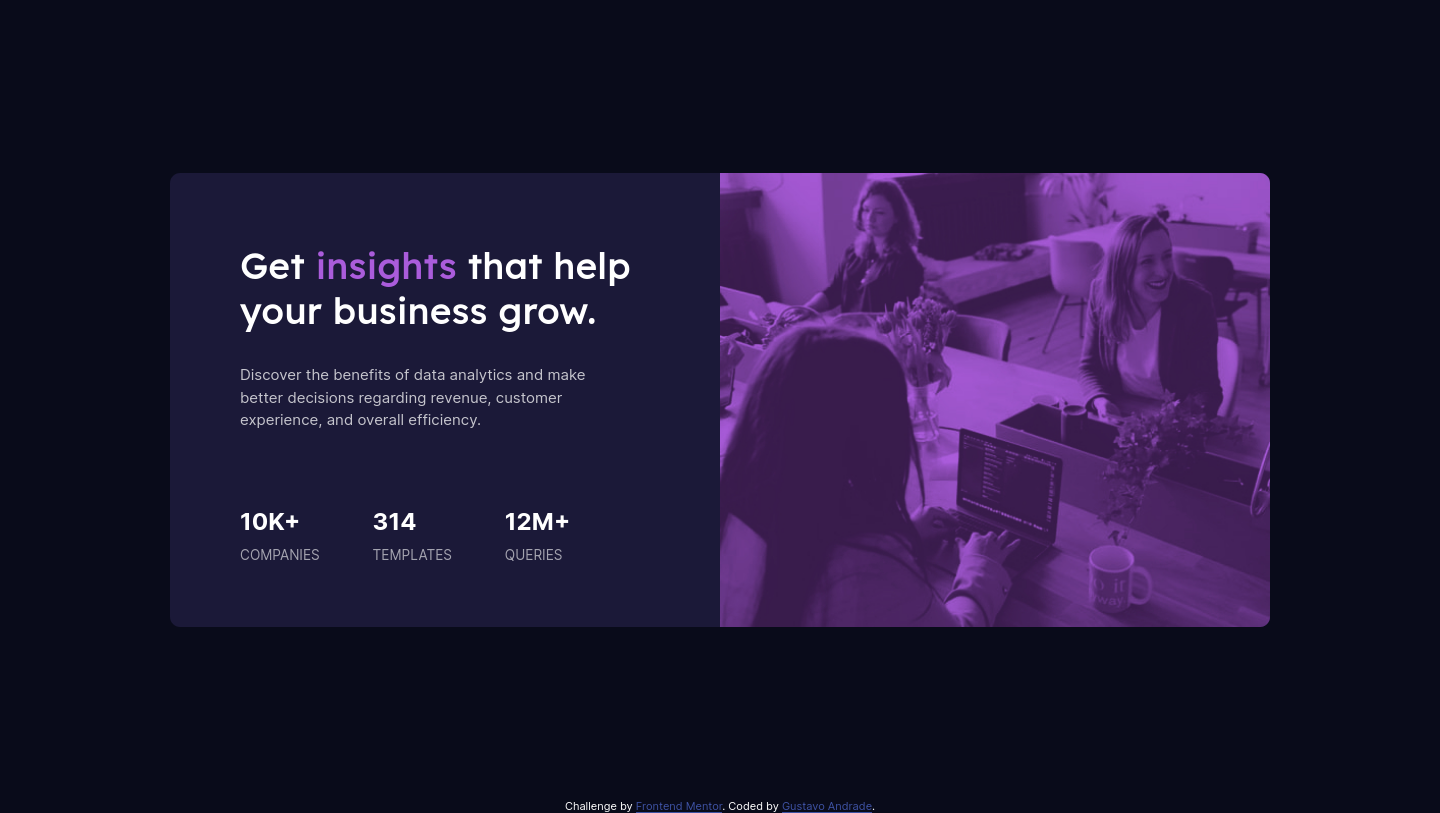 Get insights that help
your business grow.
Discover the benefits of data analytics and make
better decisions regarding revenue, customer
experience, and overall efficiency.
10K+ 314 12M+
COMPANIES TEMPLATES QUERIES
way
Challenge by Frontend Mentor. Coded by Gustavo Andrade.